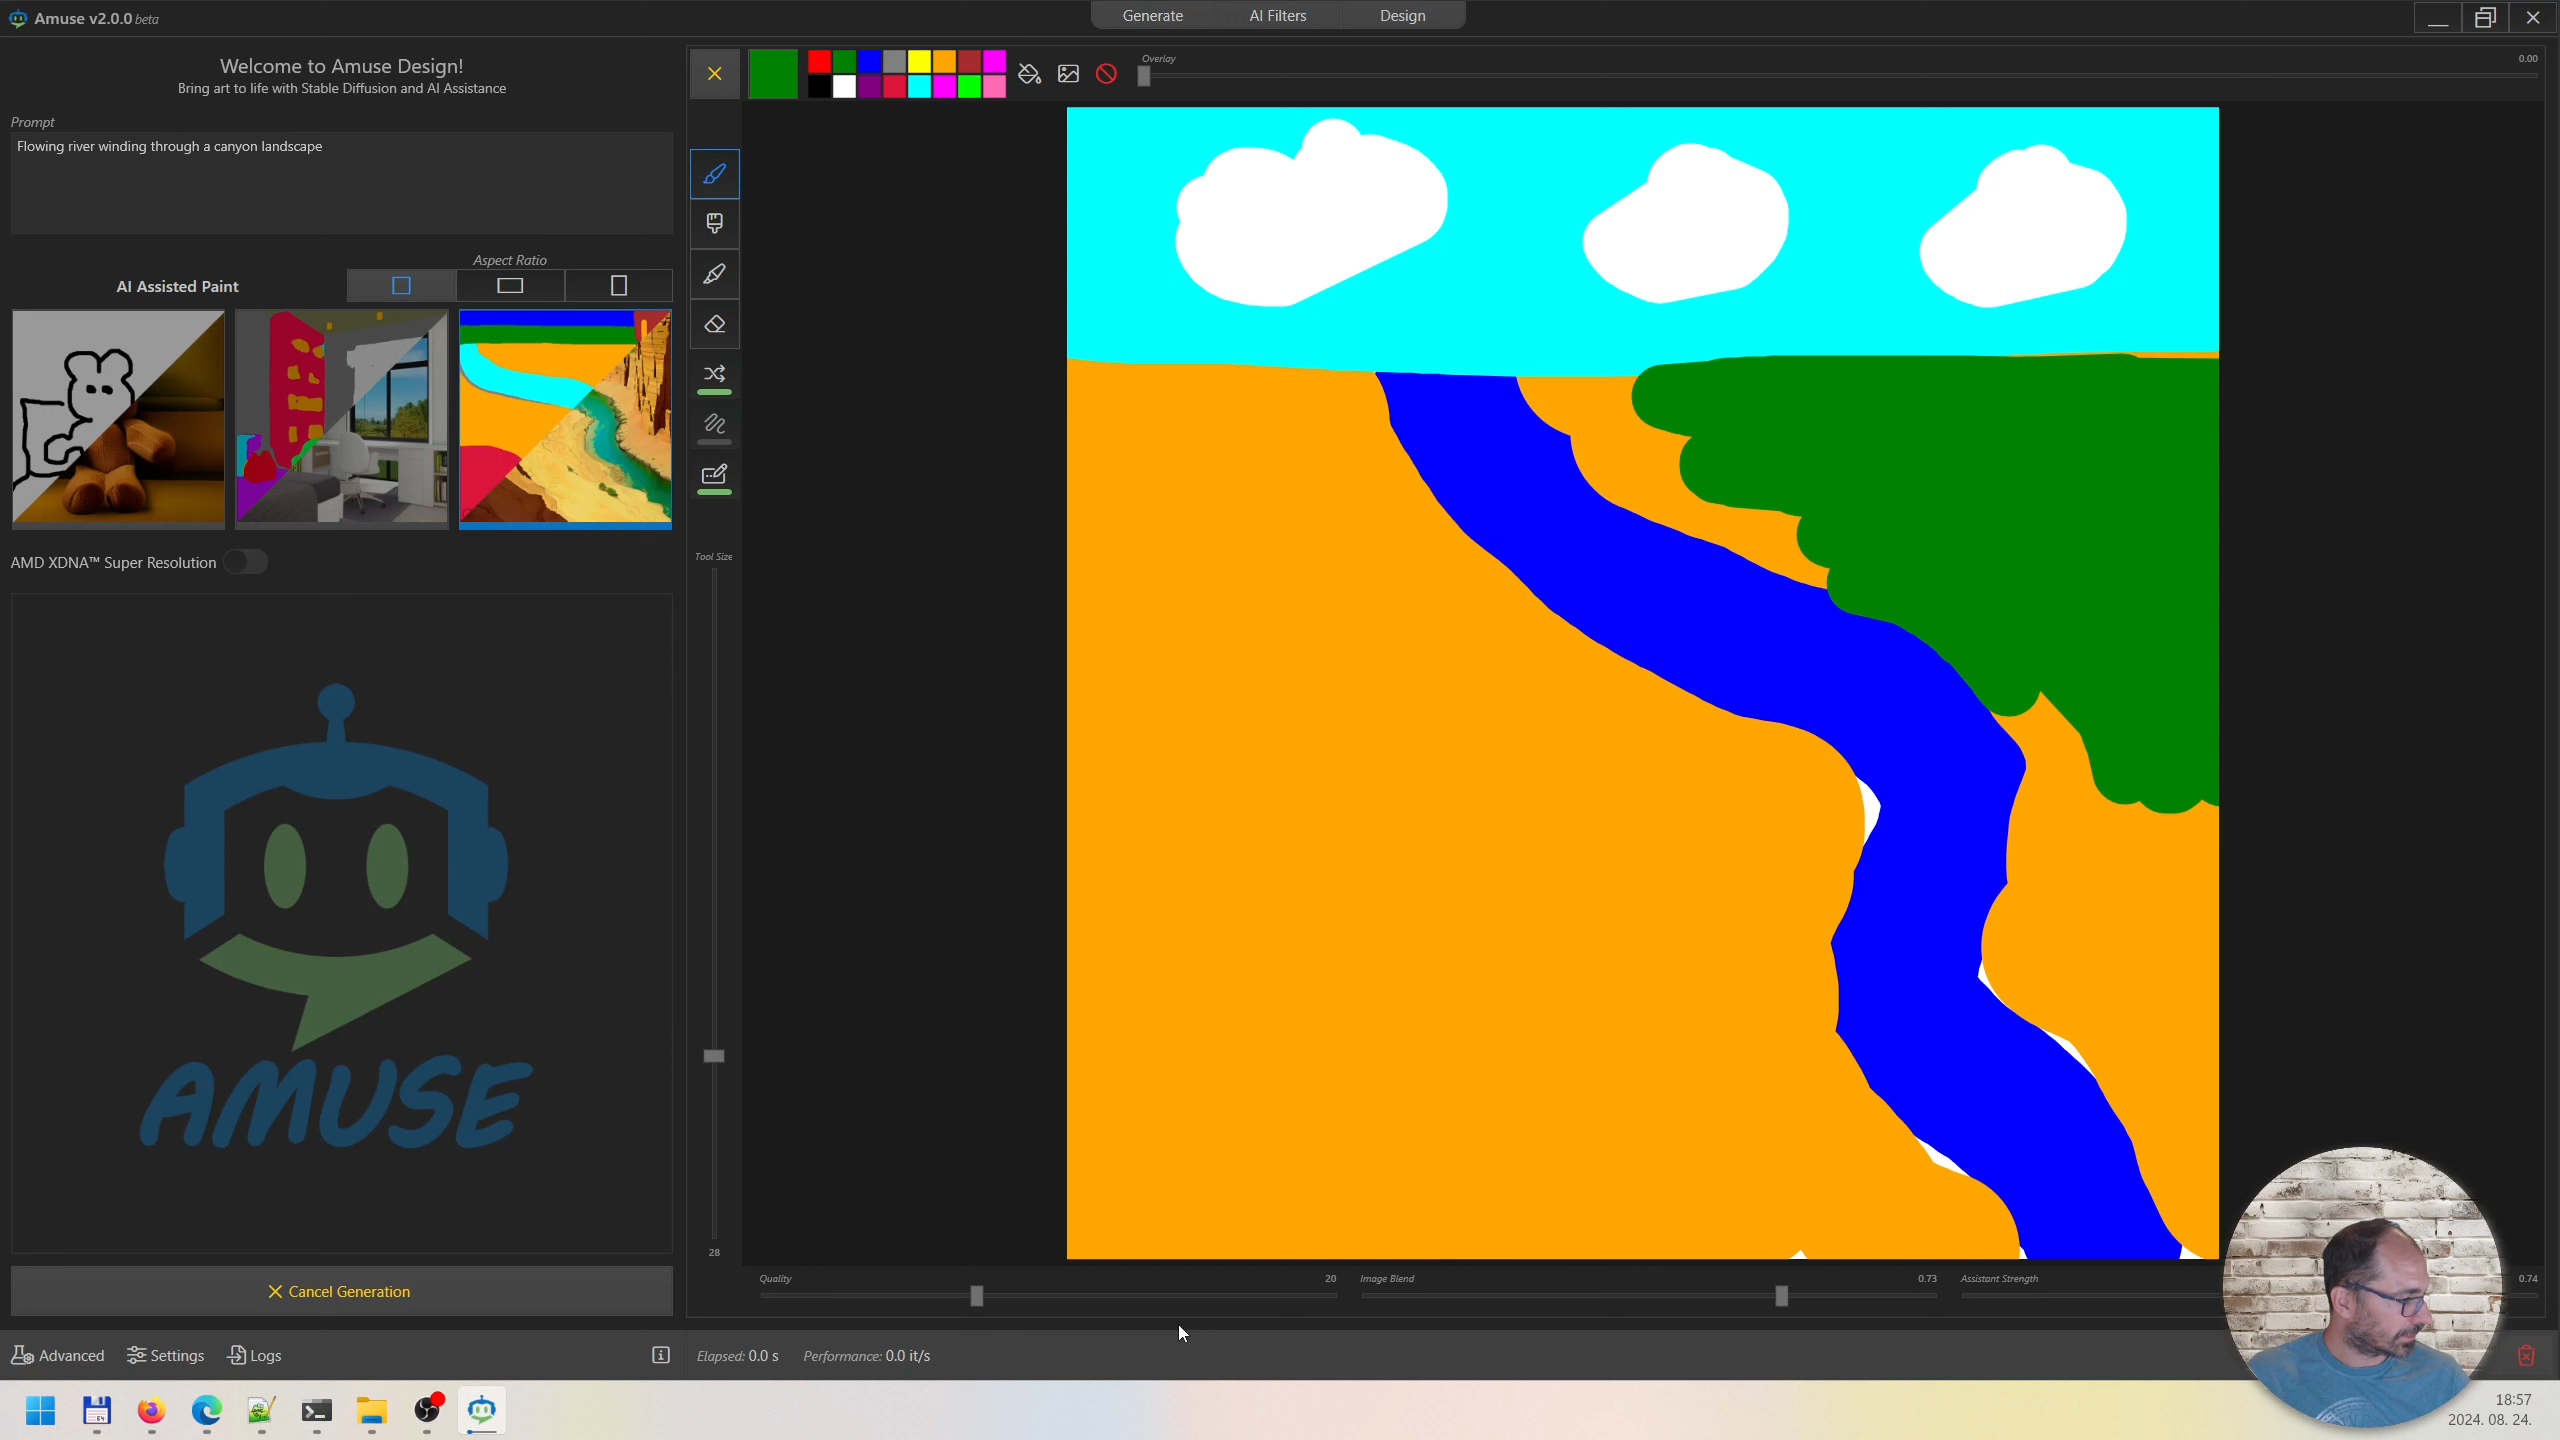 Amuse v2.0.0 beta
Generate
AI Filters
Design
Welcome to Amuse Design!
Bring art to life with Stable Diffusion and AI Assistance
Prompt
Flowing river winding through a canyon landscape
Aspect Ratio
AI Assisted Paint
AMD XDNA™ Super Resolution
AMUSE
Cancel Generation
Overlay
0.00
Tool Size
28
Quality
20
Image Blend
0.73
Assistant Strength
0.74
Advanced
Settings
Logs
Elapsed: 0.0 s
Performance: 0.0 it/s
64
18:57
2024. 08. 24.